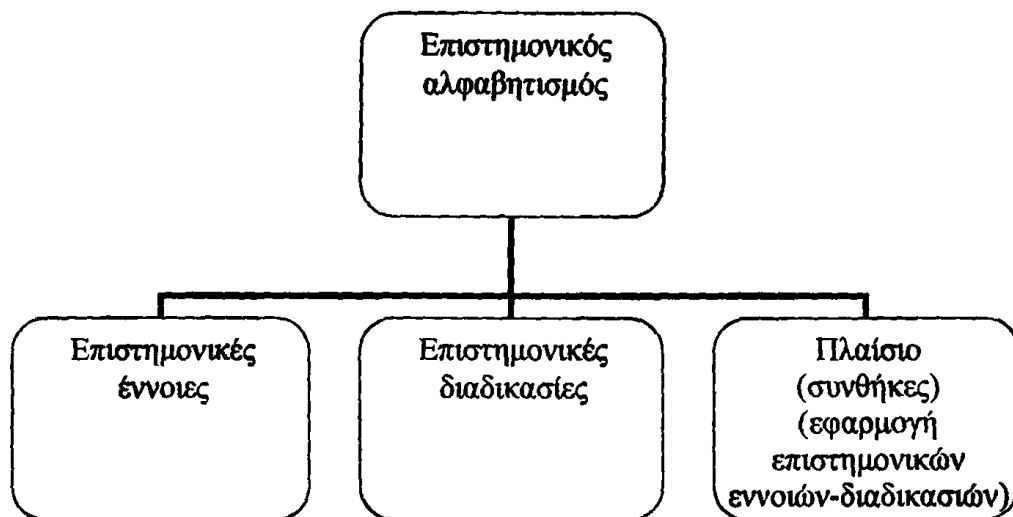 Επιστημονικός
αλφαβητισμός
Επιστημονικές
έννοιες
Επιστημονικές
διαδικασίες
Πλαίσιο
(συνθήκες)
(εφαρμογή
επιστημονικών
εννοιών-διαδικασιών)